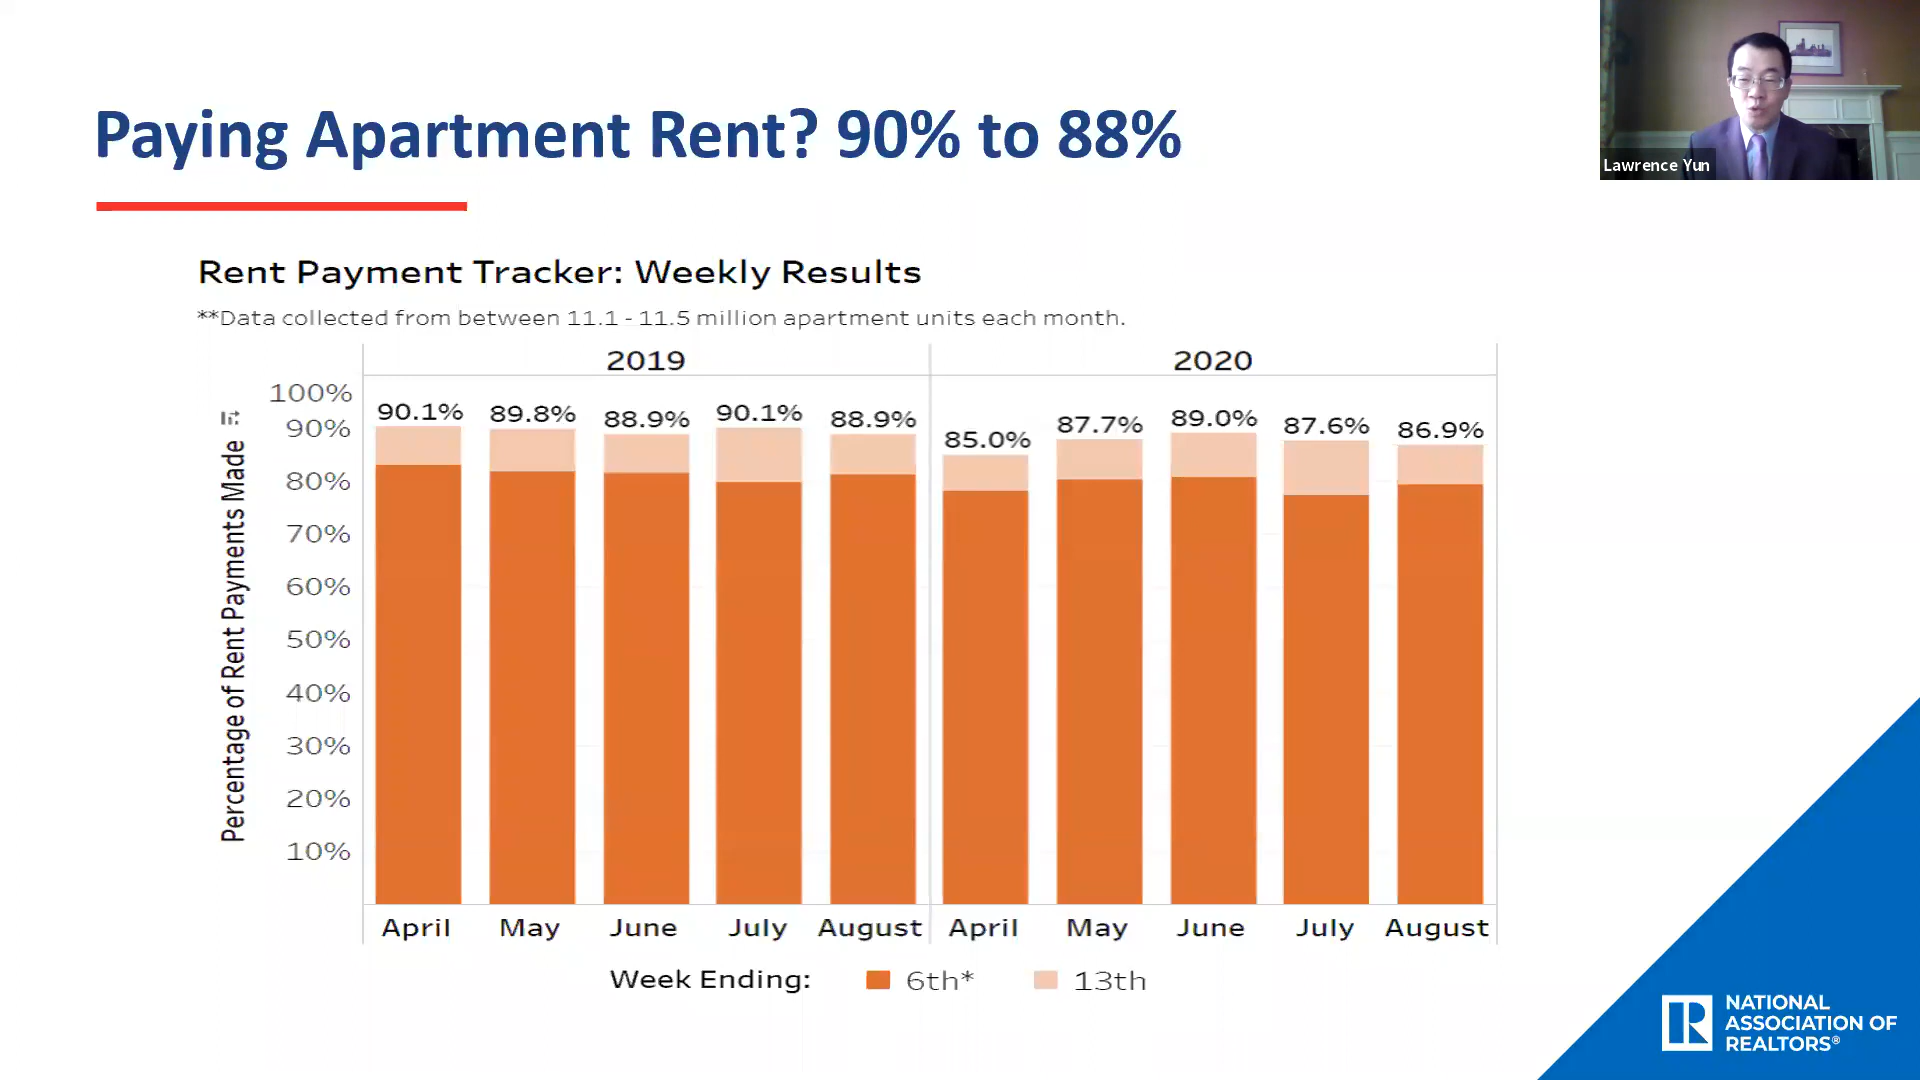 Paying Apartment Rent? 90% to 88%
Lawrence Yun
Rent Payment Tracker: Weekly Results
**Data collected from between 11.1 - 11.5 million apartment units each month.
2019 2020
Percentage of Rent Payments Made
100%
90%
80%
70%
60%
50%
40%
30%
20%
10%
90.1% 89.8% 88.9% 90.1% 88.9% 85.0% 87.7% 89.0% 87.6% 86.9%
April May June July August April May June July August
Week Ending: 6th* 13th
NATIONAL
ASSOCIATION OF
REALTORS®